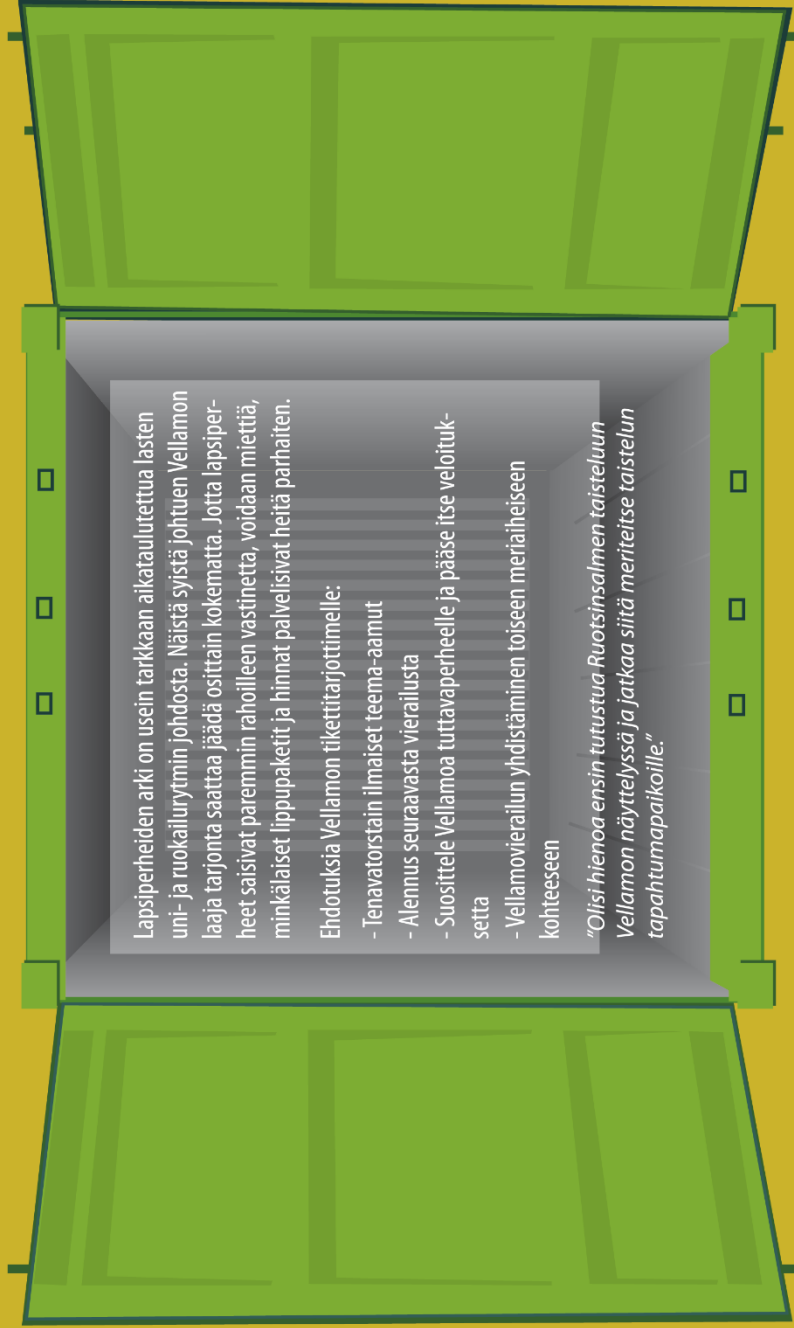 Lapsiperheiden arki on usein tarkkaan aikataulutettua lasten
uni- ja ruokailurytmin johdosta. Näistä syistä johtuen Vellamon
laaja tarjonta saattaa jäädä osittain kokematta. Jotta lapsiper-
heet saisivat paremmin rahoilleen vastinetta, voidaan miettiä,
minkälaiset lippupaketit ja hinnat palvelisivat heitä parhaiten.
Ehdotuksia Vellamon tikettitarjottimelle:
- Tenavatorstain ilmaiset teema-aamut
- Alennus seuraavasta vierailusta
- Suosittele Vellamoa tuttavaperheelle ja pääse itse veloituk-
setta
- Vellamovierailun yhdistäminen toiseen meriaiheiseen
kohteeseen
"Olisi hienoa ensin tutustua Ruotsinsalmen taisteluun
Vellamon näyttelyssä ja jatkaa siitä meriteitse taistelun
tapahtumapaikoille."